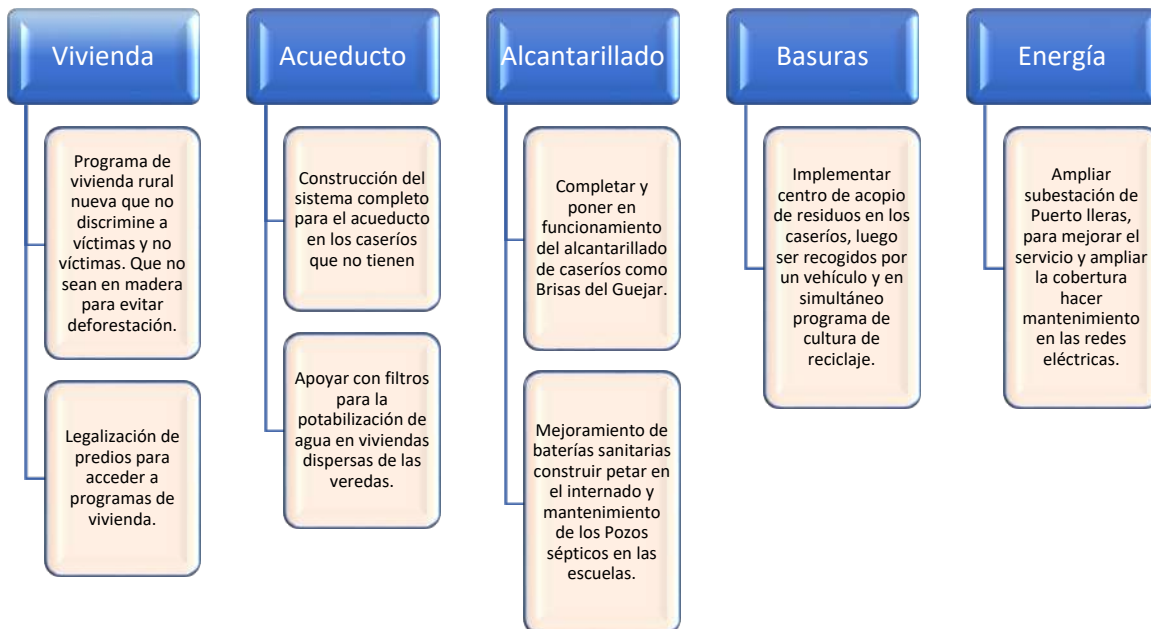 Vivienda
Programa de
vivienda rural
nueva que no
discrimine a
víctimas y no
víctimas. Que no
sean en madera
para evitar
deforestación.
Legalización de
predios para
acceder a
programas de
vivienda.
Acueducto
Construcción del
sistema completo
para el acueducto
en los caseríos
que no tienen
Apoyar con filtros
para la
potabilización de
agua en viviendas
dispersas de las
veredas.
Alcantarillado
Completar y
poner en
funcionamiento
del alcantarillado
de caseríos como
Brisas del Guejar.
Mejoramiento de
baterías sanitarias
construir petar en
el internado y
mantenimiento
de los Pozos
sépticos en las
escuelas.
Basuras
Implementar
centro de acopio
de residuos en los
caseríos, luego
ser recogidos por
un vehículo y en
simultáneo
programa de
cultura de
reciclaje.
Energía
Ampliar
subestación de
Puerto lleras,
para mejorar el
servicio y ampliar
la cobertura
hacer
mantenimiento
en las redes
eléctricas.